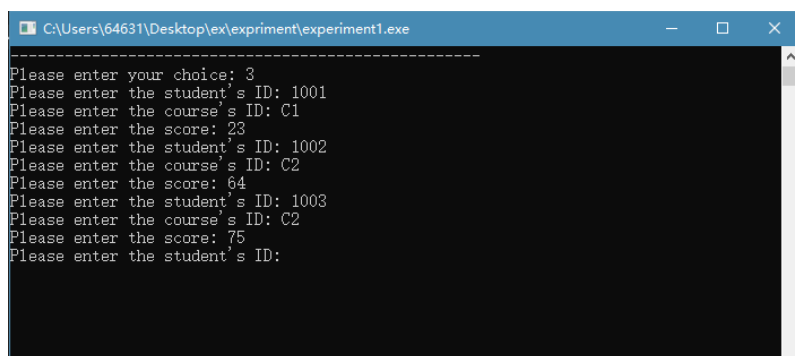 C:\Users\64631\Desktop\ex\expriment\experiment1.exe
----------------------------------------------------
Please enter your choice: 3
Please enter the student's ID: 1001
Please enter the course's ID: C1
Please enter the score: 23
Please enter the student's ID: 1002
Please enter the course's ID: C2
Please enter the score: 64
Please enter the student's ID: 1003
Please enter the course's ID: C2
Please enter the score: 75
Please enter the student's ID: